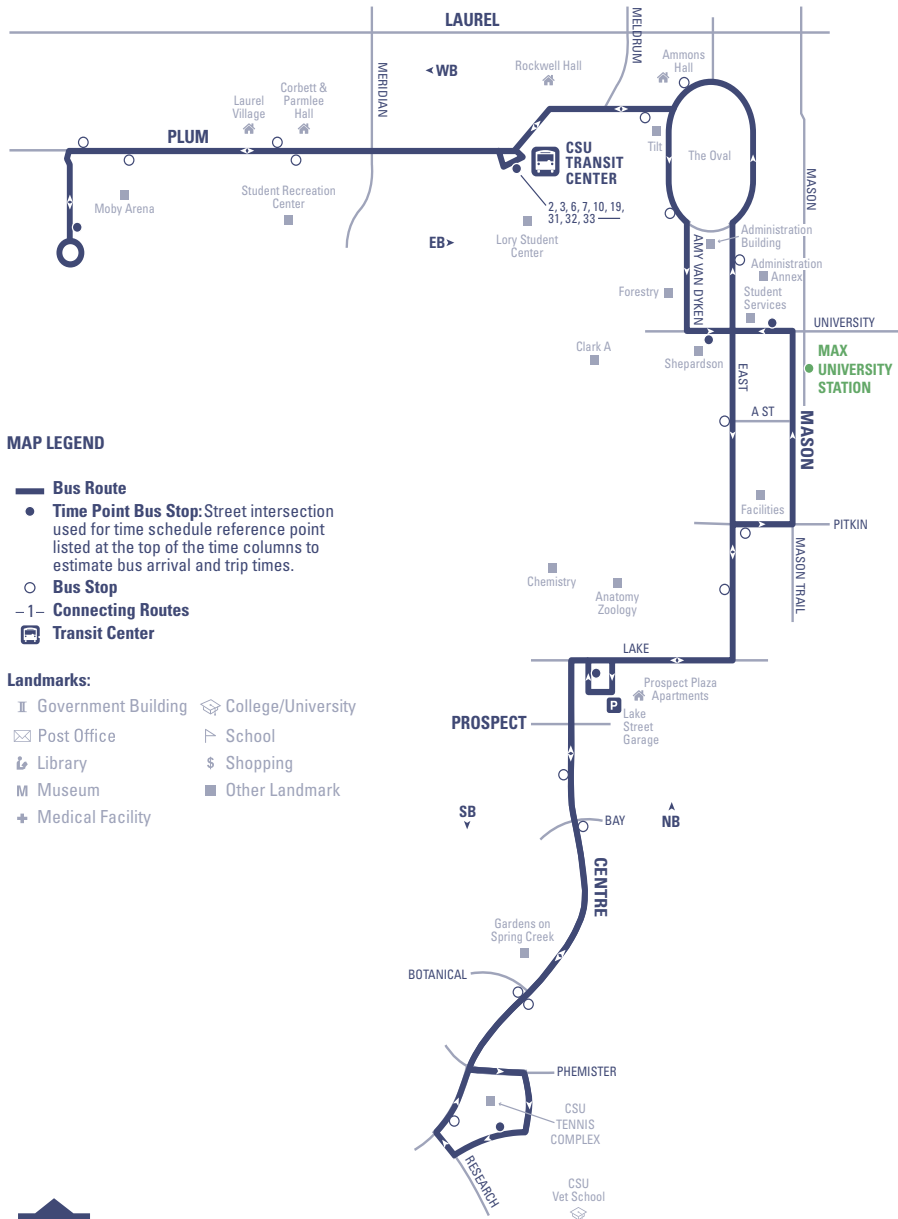 LAUREL
MELDRUM
MERIDIAN
WB
Rockwell Hall
Ammons
Hall
Corbett &
Parmlee
Hall
Laurel
Village
PLUM
CSU
TRANSIT
CENTER
Tilt
The Oval
MASON
Moby Arena
Student Recreation
Center
2, 3, 6, 7, 10, 19,
31, 32, 33
EB
Lory Student
Center
AMY VAN DYKEN
Administration
Building
Administration
Annex
Forestry
Student
Services
UNIVERSITY
Clark A
Shepardson
EAST
MAX
UNIVERSITY
STATION
A ST
MASON
MAP LEGEND
Bus Route
Time Point Bus Stop: Street intersection
used for time schedule reference point
listed at the top of the time columns to
estimate bus arrival and trip times.
Bus Stop
–1– Connecting Routes
Transit Center
Facilities
PITKIN
MASON TRAIL
Chemistry
Anatomy
Zoology
LAKE
Prospect Plaza
Apartments
P
Lake
Street
Garage
PROSPECT
Landmarks:
Government Building
College/University
Post Office
School
Library
$ Shopping
M Museum
Other Landmark
Medical Facility
SB
NB
BAY
CENTRE
Gardens on
Spring Creek
BOTANICAL
PHEMISTER
CSU
TENNIS
COMPLEX
RESEARCH
CSU
Vet School